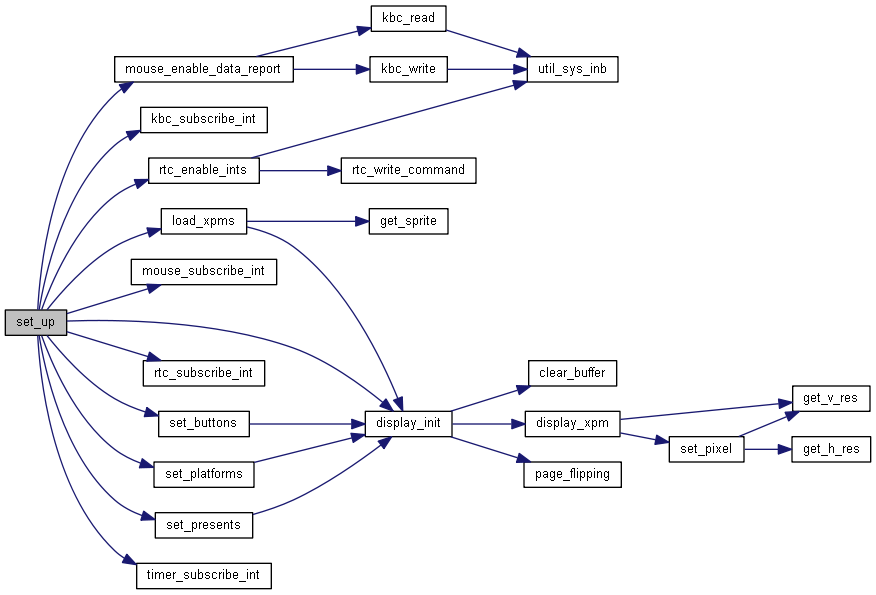 kbc_read
mouse_enable_data_report
kbc_write
util_sys_inb
kbc_subscribe_int
rtc_enable_ints
rtc_write_command
load_xpms
get_sprite
mouse_subscribe_int
set_up
rtc_subscribe_int
clear_buffer
get_v_res
set_buttons
display_init
display_xpm
set_pixel
get_h_res
set_platforms
page_flipping
set_presents
timer_subscribe_int